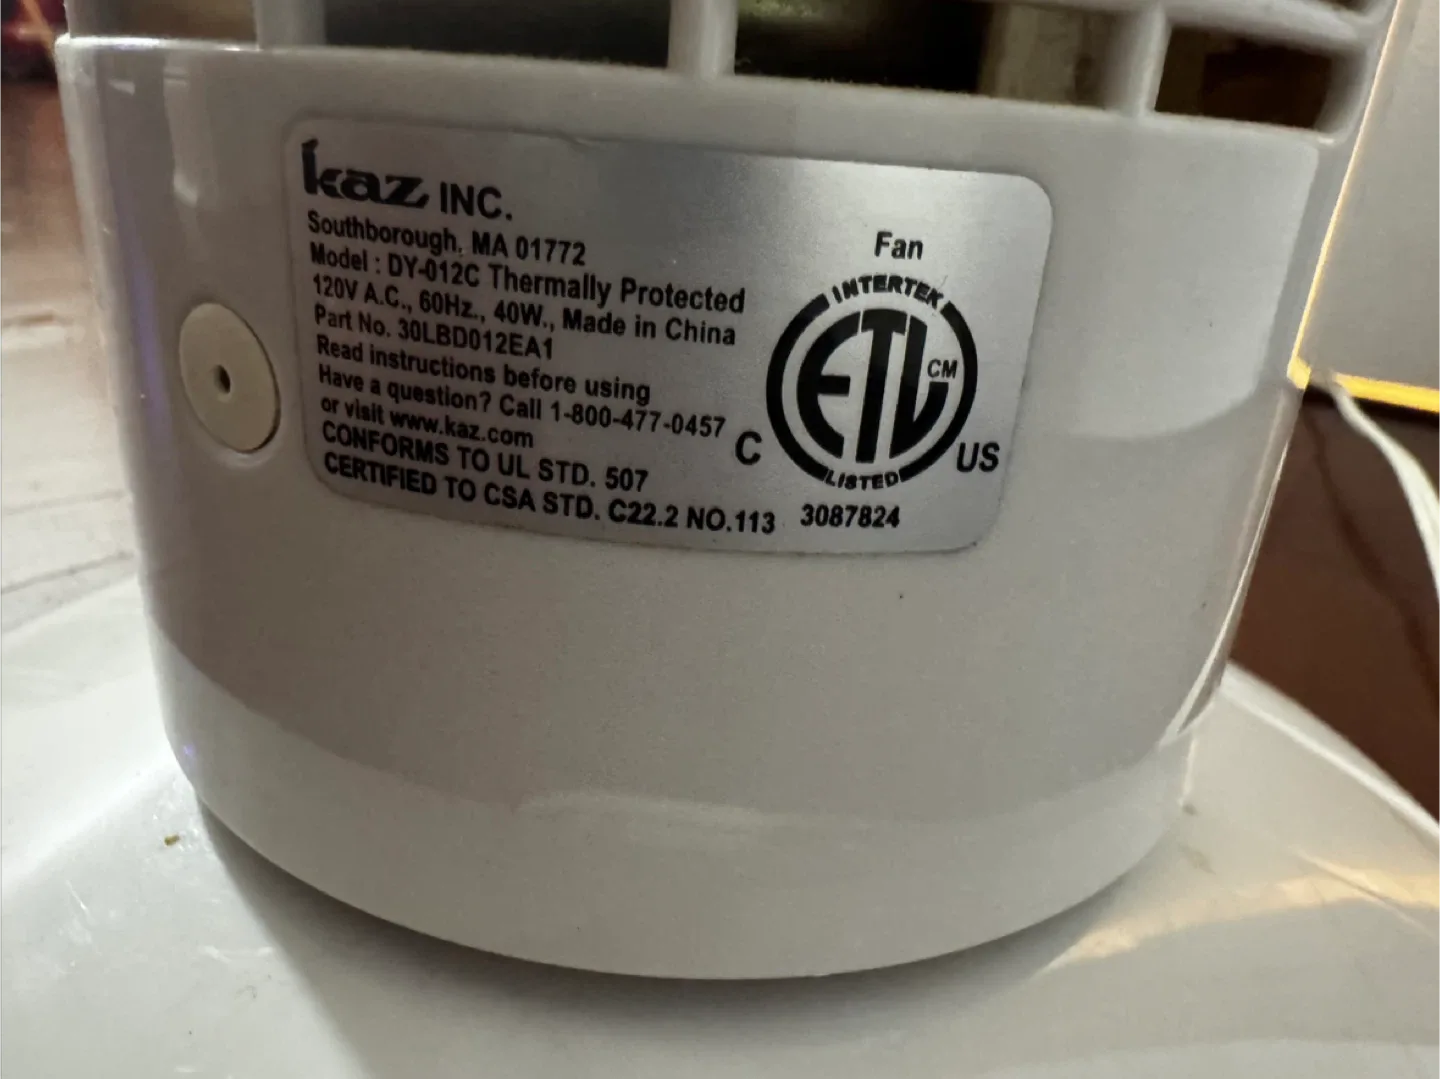 kaz INC.
Southborough, MA 01772
Model : DY-012C Thermally Protected
120V A.C., 60Hz., 40W., Made in China
Part No. 30LBD012EA1
Read instructions before using
Have a question? Call 1-800-477-0457
or visit www.kaz.com
CONFORMS TO UL STD. 507
CERTIFIED TO CSA STD. C22.2 NO.113
Fan
INTERTEK
ETL CM
LISTED
C US
3087824